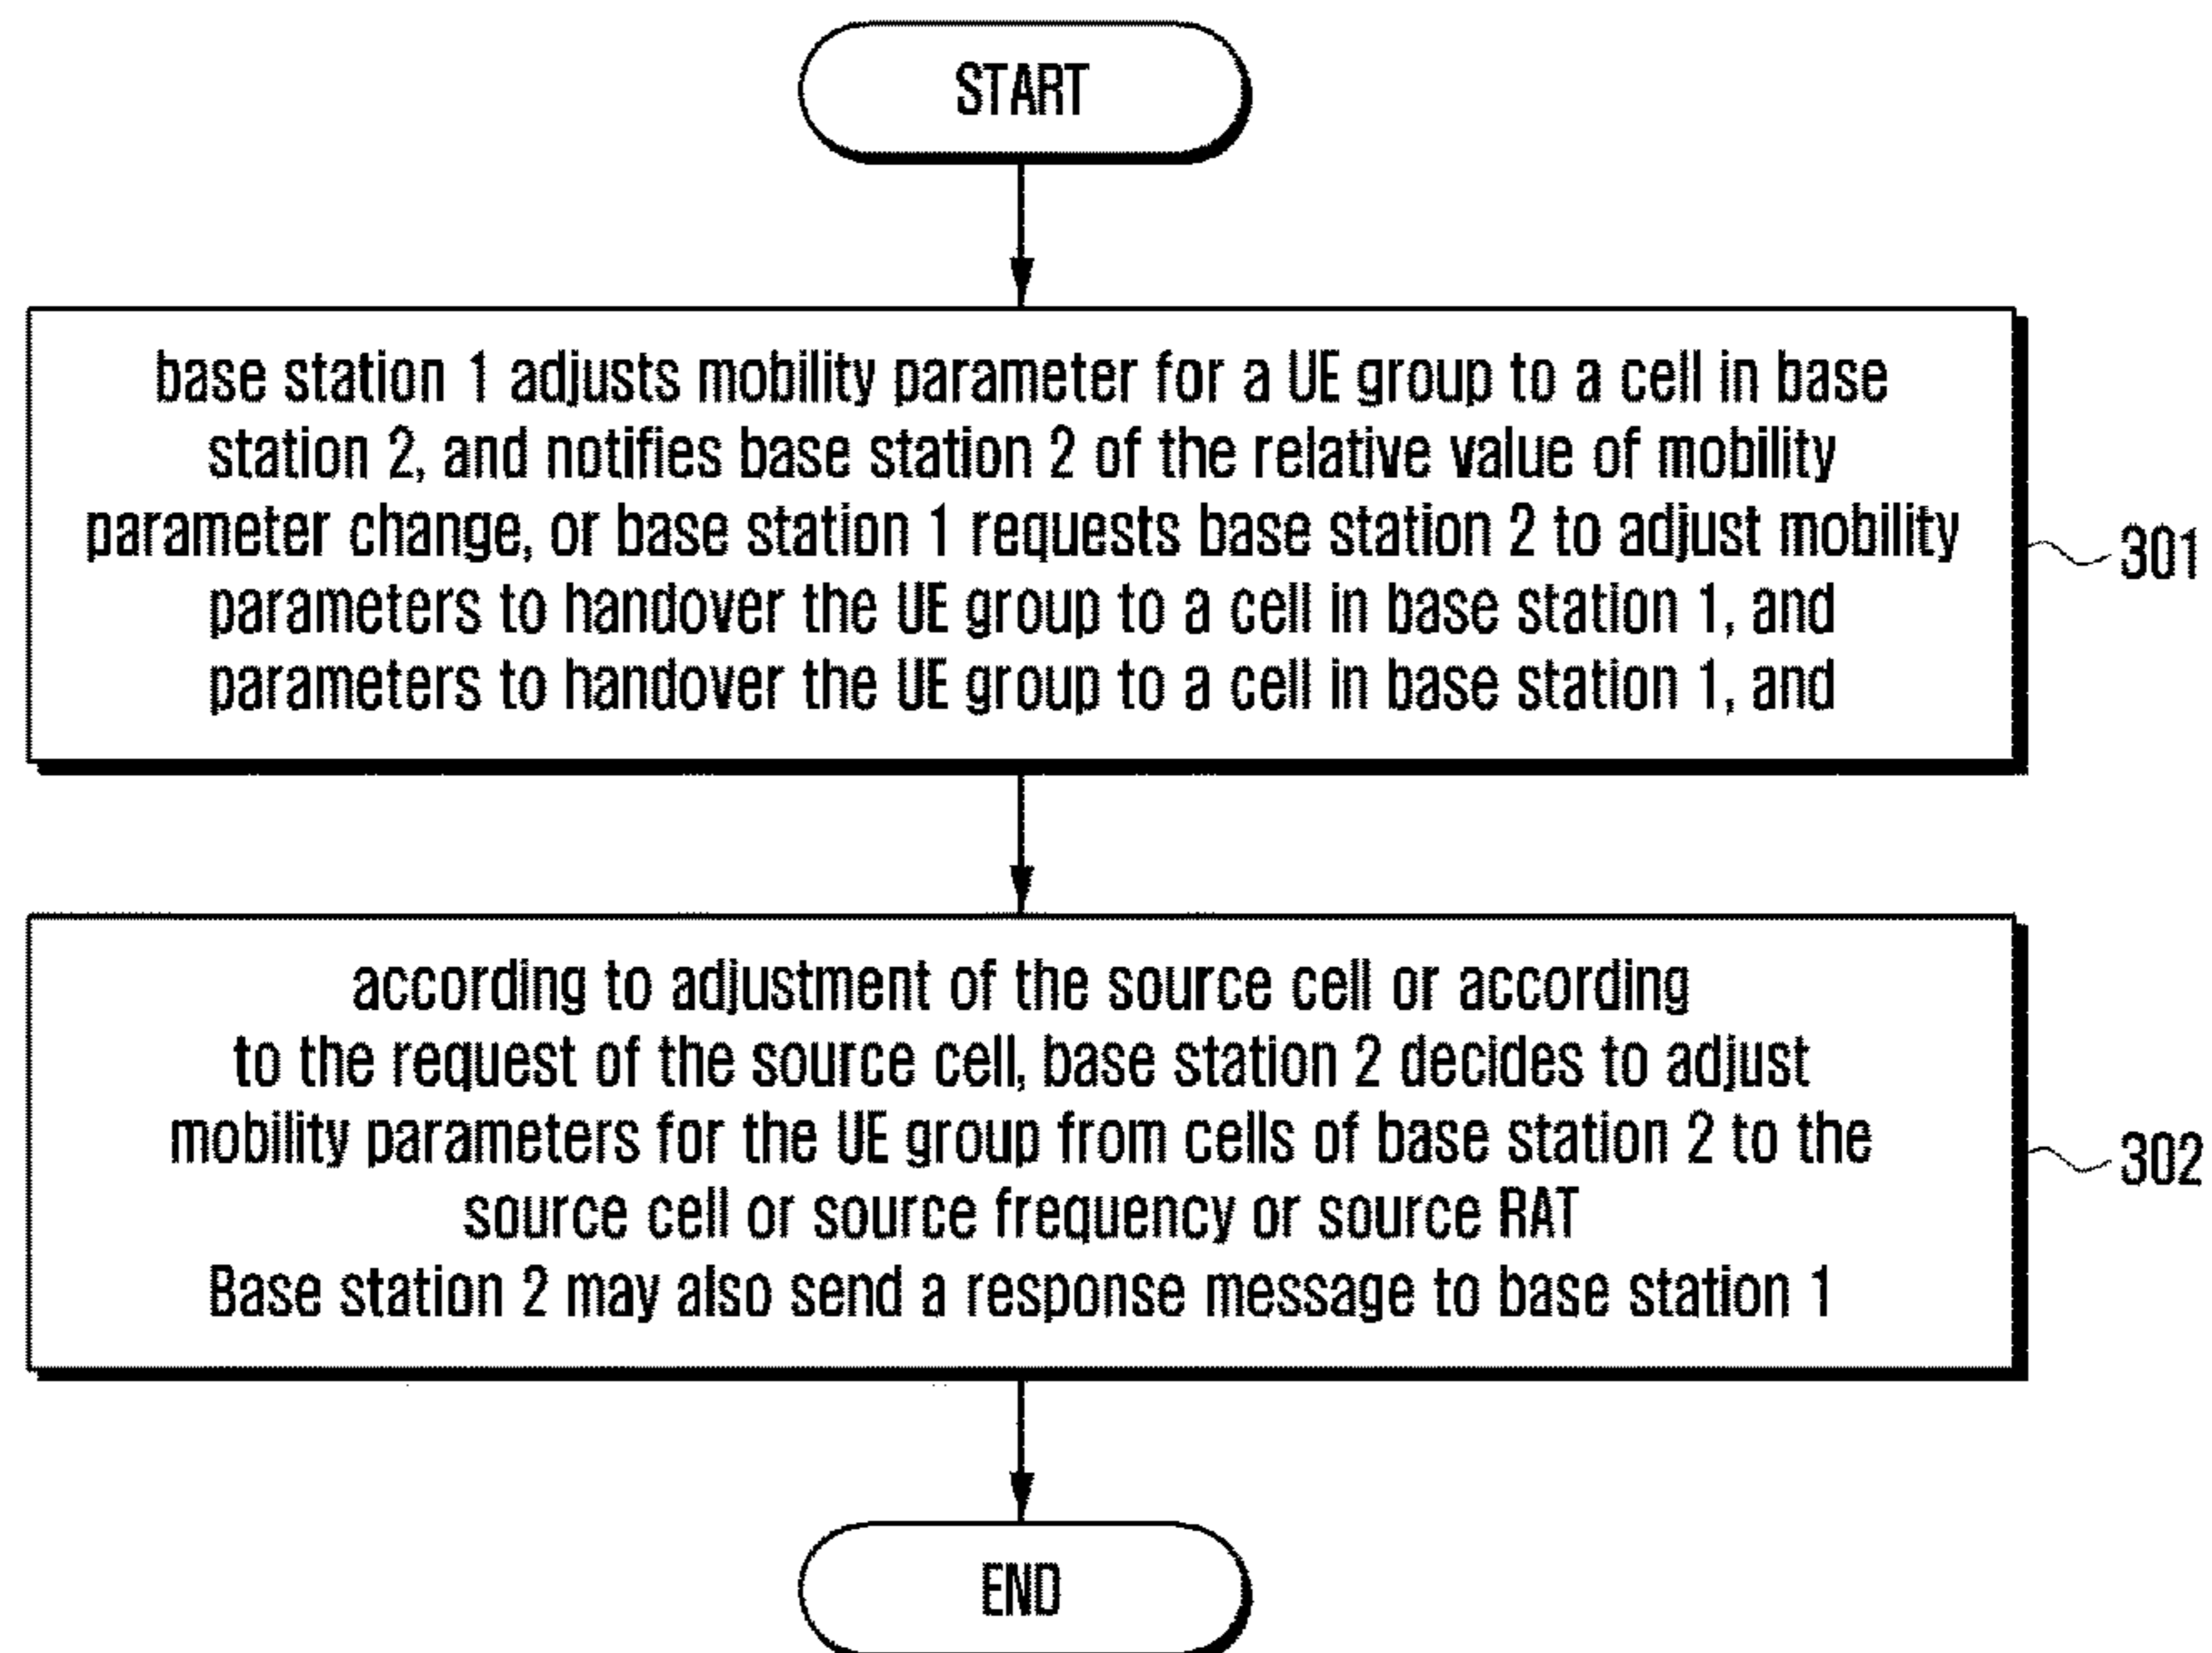 START
base station 1 adjusts mobility parameter for a UE group to a cell in base
station 2, and notifies base station 2 of the relative value of mobility
parameter change, or base station 1 requests base station 2 to adjust mobility
parameters to handover the UE group to a cell in base station 1, and
parameters to handover the UE group to a cell in base station 1, and
301
according to adjustment of the source cell or according
to the request of the source cell, base station 2 decides to adjust
mobility parameters for the UE group from cells of base station 2 to the
source cell or source frequency or source RAT
Base station 2 may also send a response message to base station 1
302
END